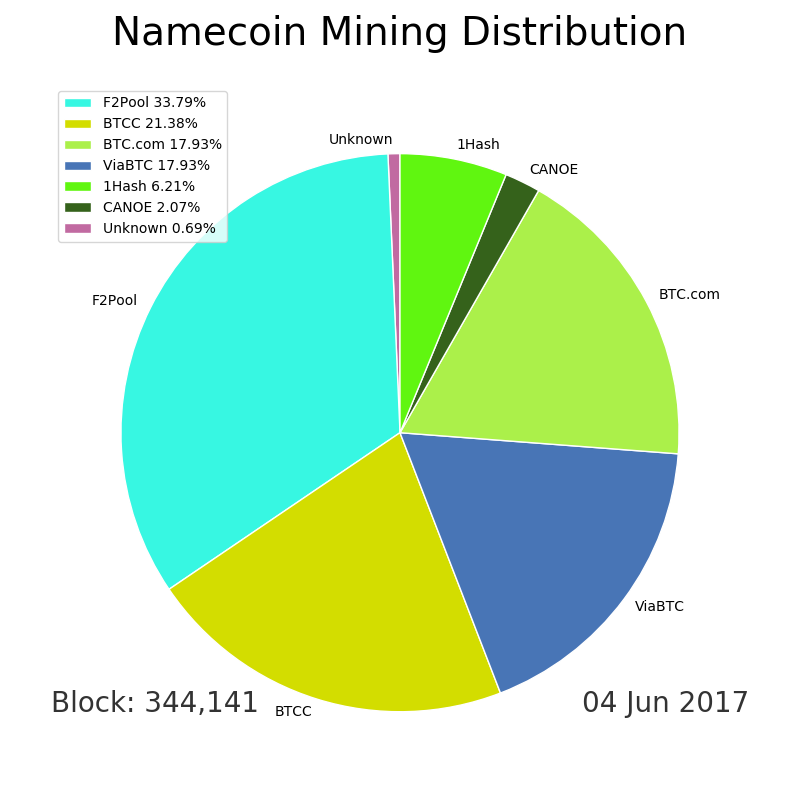 Namecoin Mining Distribution
F2Pool 33.79%
BTCC 21.38%
BTC.com 17.93%
ViaBTC 17.93%
1Hash 6.21%
CANOE 2.07%
Unknown 0.69%
Unknown
1Hash
CANOE
BTC.com
F2Pool
ViaBTC
BTCC
Block: 344,141
04 Jun 2017